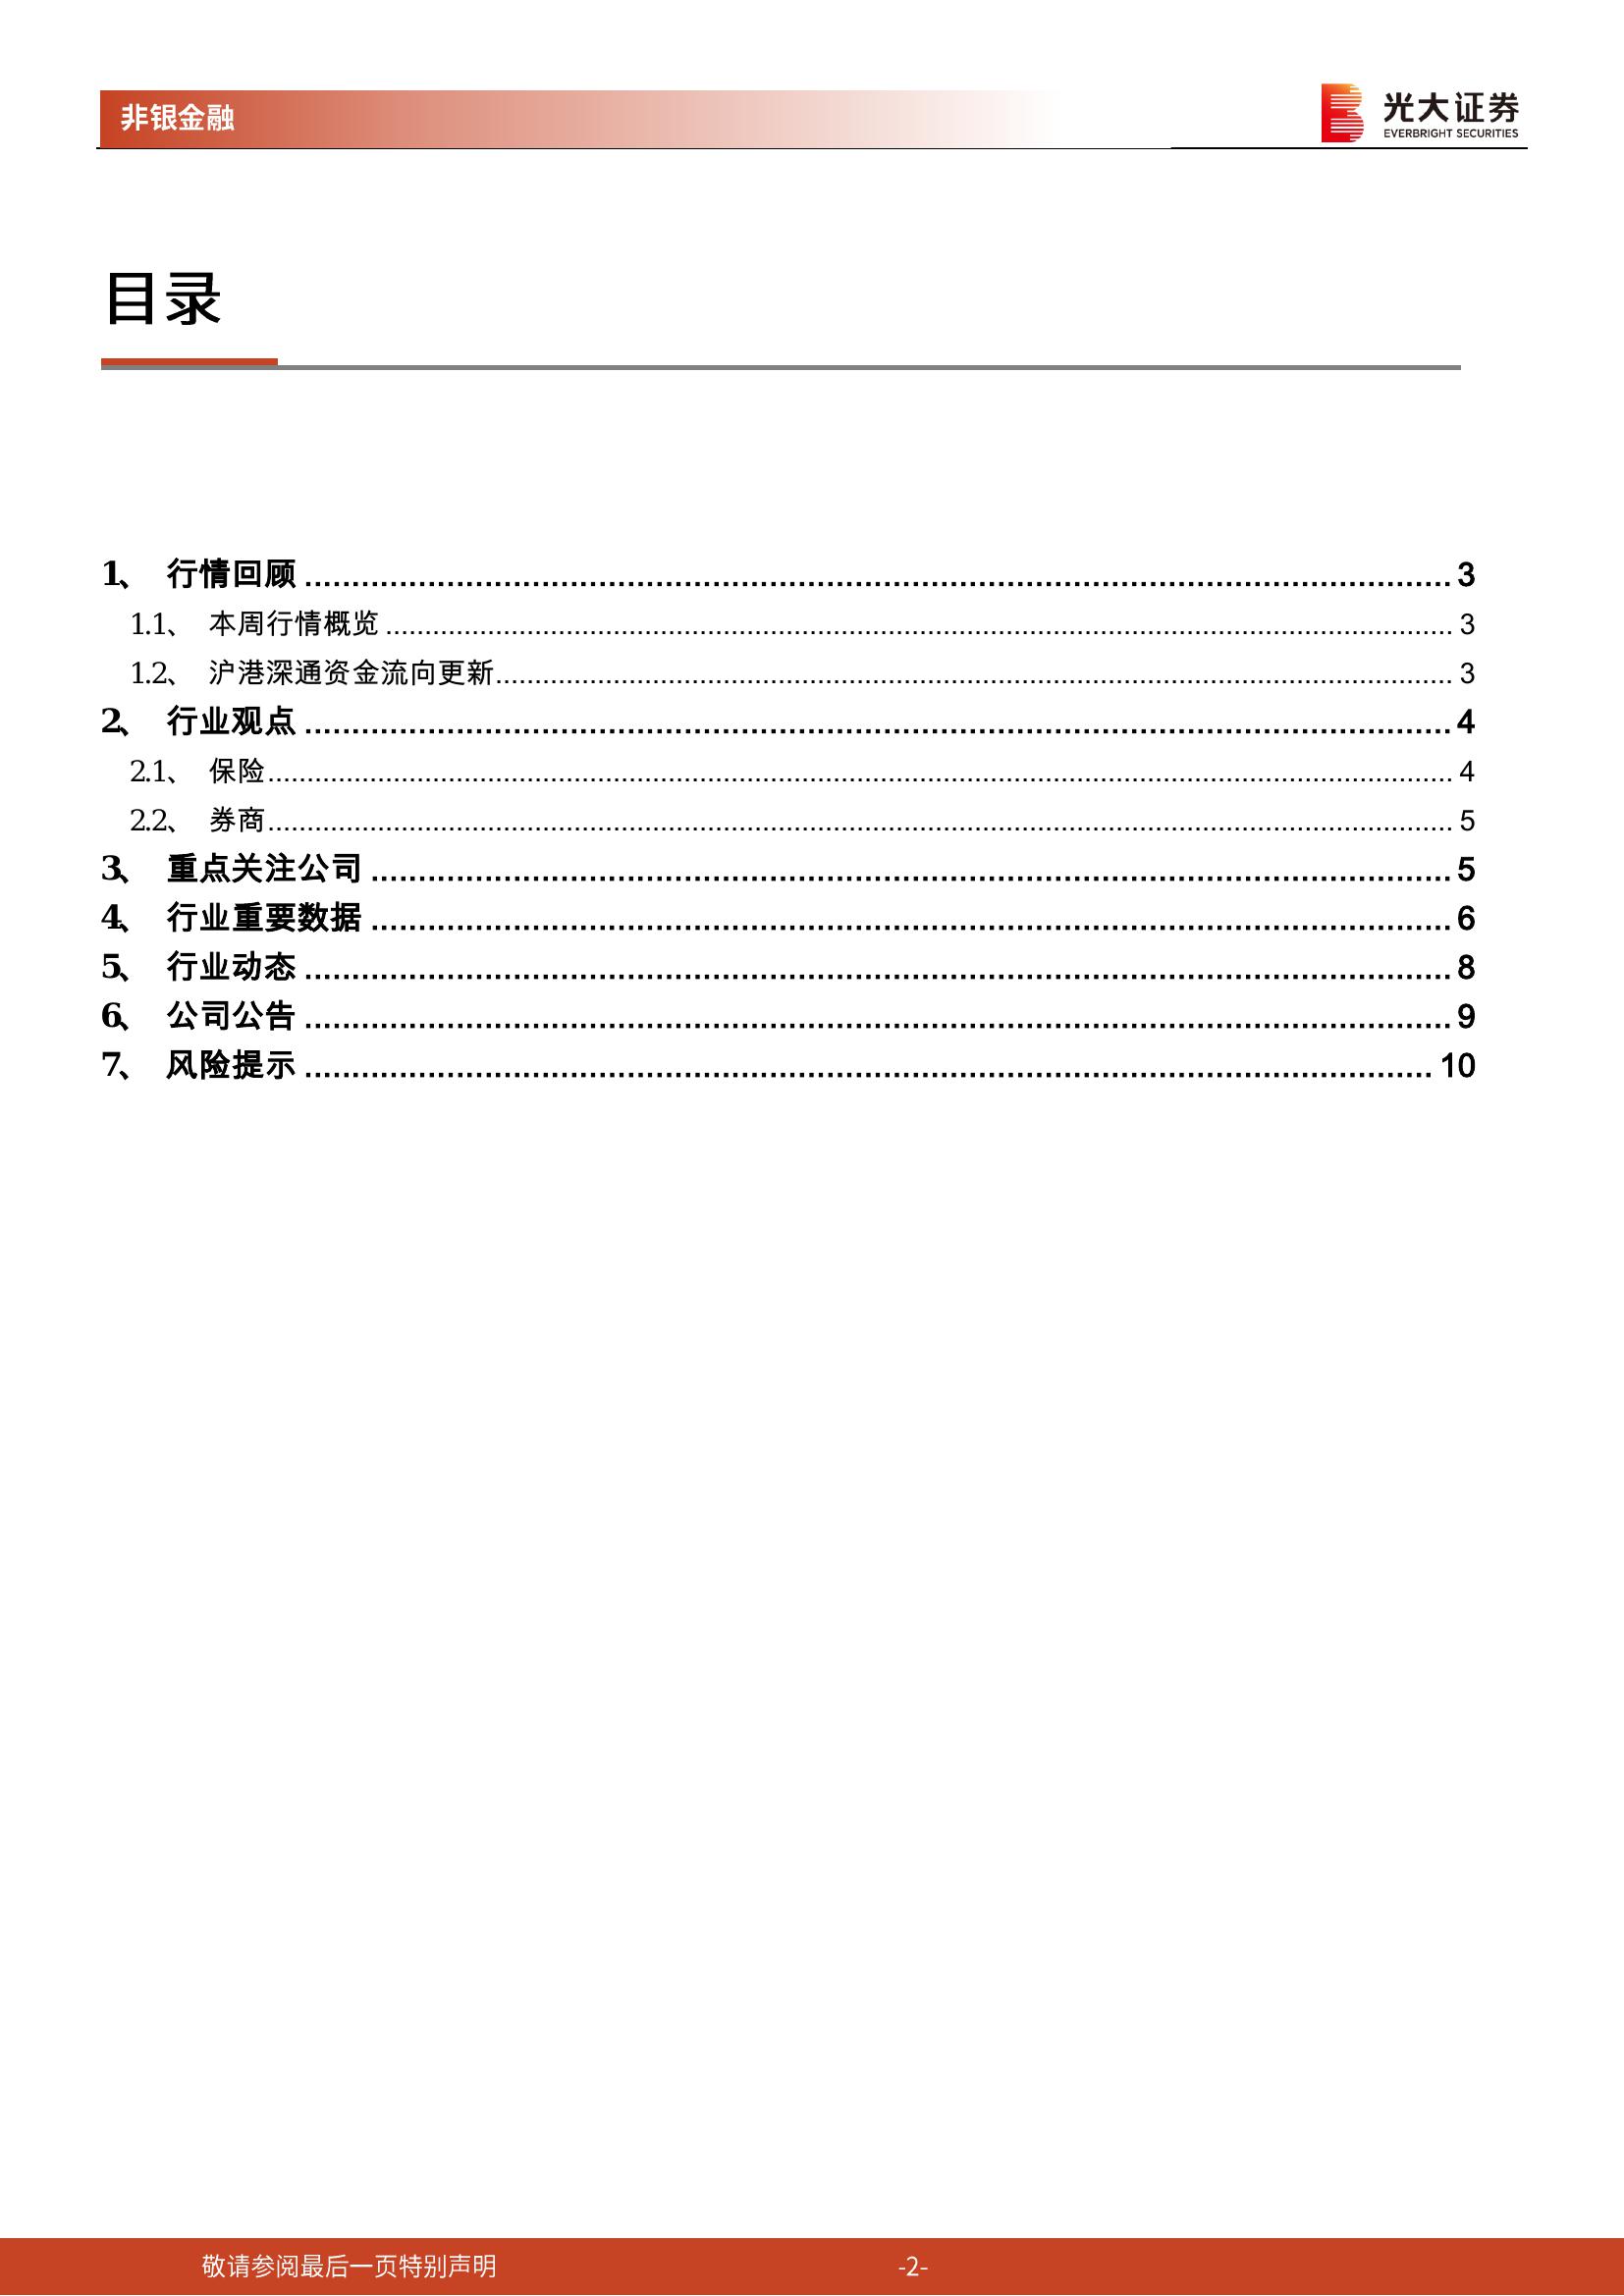 非银金融
光大证券
EVERBRIGHT SECURITIES
目录
1、 行情回顾 ........................................ 3
1.1、 本周行情概览 ........................................ 3
1.2、 沪港深通资金流向更新 ........................................ 3
2、 行业观点 ........................................ 4
2.1、 保险 ........................................ 4
2.2、 券商 ........................................ 5
3、 重点关注公司 ........................................ 5
4、 行业重要数据 ........................................ 6
5、 行业动态 ........................................ 8
6、 公司公告 ........................................ 9
7、 风险提示 ........................................ 10
敬请参阅最后一页特别声明 -2-